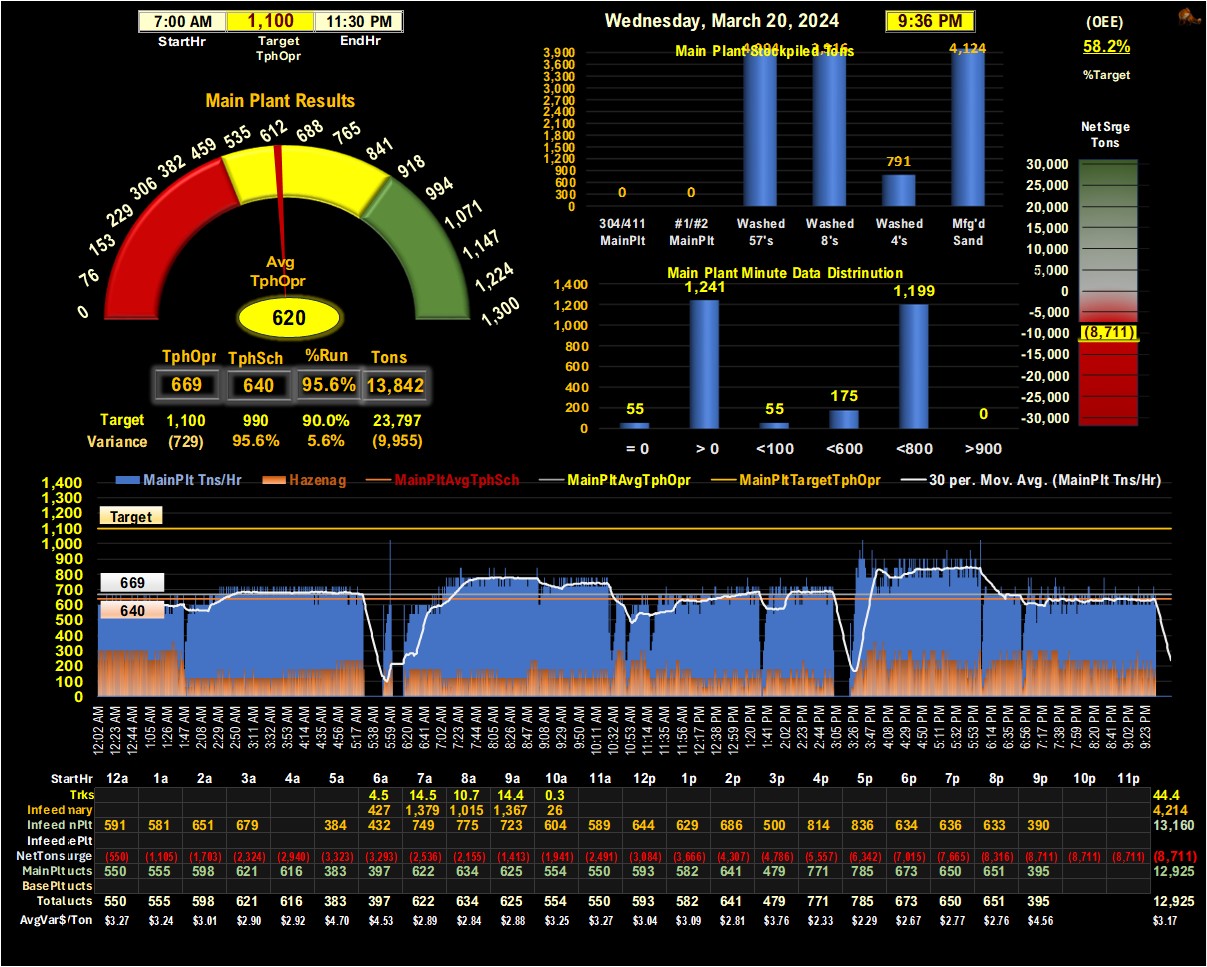 7:00 AM 1,100 11:30 PM
StartHr Target TphOpr EndHr
Wednesday, March 20, 2024 9:36 PM
(OEE)
58.2%
%Target
Main Plant Results
0 76 153 229 306 382 459 535 612 688 765 841 918 994 1,071 1,147 1,224 1,300
Avg
TphOpr
620
TphOpr TphSch %Run Tons
669 640 95.6% 13,842
Target 1,100 990 90.0% 23,797
Variance (729) 95.6% 5.6% (9,955)
Main Plant Stockpiled Tons
3,900
3,600
3,300
3,000
2,700
2,400
2,100
1,800
1,500
1,200
900
600
300
0
0 0 791 4,124
304/411 MainPlt
#1/#2 MainPlt
Washed 57's
Washed 8's
Washed 4's
Mfg'd Sand
Main Plant Minute Data Distrinution
1,400
1,200
1,000
800
600
400
200
0
55 1,241 55 175 1,199 0
= 0 > 0 <100 <600 <800 >900
Net Srge
Tons
30,000
25,000
20,000
15,000
10,000
5,000
0
-5,000
-10,000
-15,000
-20,000
-25,000
-30,000
(8,711)
MainPlt Tns/Hr Hazenag MainPltAvgTphSch MainPltAvgTphOpr MainPltTargetTphOpr 30 per. Mov. Avg. (MainPlt Tns/Hr)
1,400
1,300
1,200
1,100
1,000
900
800
700
600
500
400
300
200
100
0
Target
669
640
12:02 AM 12:23 AM 12:44 AM 1:05 AM 1:26 AM 1:47 AM 2:08 AM 2:29 AM 2:50 AM 3:11 AM 3:32 AM 3:53 AM 4:14 AM 4:35 AM 4:56 AM 5:17 AM 5:38 AM 5:59 AM 6:20 AM 6:41 AM 7:02 AM 7:23 AM 7:44 AM 8:05 AM 8:26 AM 8:47 AM 9:08 AM 9:29 AM 9:50 AM 10:11 AM 10:32 AM 10:53 AM 11:14 AM 11:35 AM 11:56 AM 12:17 PM 12:38 PM 12:59 PM 1:20 PM 1:41 PM 2:02 PM 2:23 PM 2:44 PM 3:05 PM 3:26 PM 3:47 PM 4:08 PM 4:29 PM 4:50 PM 5:11 PM 5:32 PM 5:53 PM 6:14 PM 6:35 PM 6:56 PM 7:17 PM 7:38 PM 7:59 PM 8:20 PM 8:41 PM 9:02 PM 9:23 PM
StartHr 12a 1a 2a 3a 4a 5a 6a 7a 8a 9a 10a 11a 12p 1p 2p 3p 4p 5p 6p 7p 8p 9p 10p 11p
Trks 4.5 14.5 10.7 14.4 0.3 44.4
Infeed nary 427 1,379 1,015 1,367 26 4,214
Infeed nPlt 591 581 651 679 384 432 749 775 723 604 589 644 629 686 500 814 836 634 636 633 390 13,160
Infeed ePlt
NetTons urge (550) (1,105) (1,703) (2,324) (2,940) (3,323) (3,293) (2,536) (2,155) (1,413) (1,941) (2,491) (3,084) (3,666) (4,307) (4,786) (5,557) (6,342) (7,015) (7,665) (8,316) (8,711) (8,711) (8,711) (8,711)
MainPlt ucts 550 555 598 621 616 383 397 622 634 625 554 550 593 582 641 479 771 785 673 650 651 395 12,925
BasePlt ucts
Total ucts 550 555 598 621 616 383 397 622 634 625 554 550 593 582 641 479 771 785 673 650 651 395 12,925
AvgVar$/Ton $3.27 $3.24 $3.01 $2.90 $2.92 $4.70 $4.53 $2.89 $2.84 $2.88 $3.25 $3.27 $3.04 $3.09 $2.81 $3.76 $2.33 $2.29 $2.67 $2.77 $2.76 $4.56 $3.17